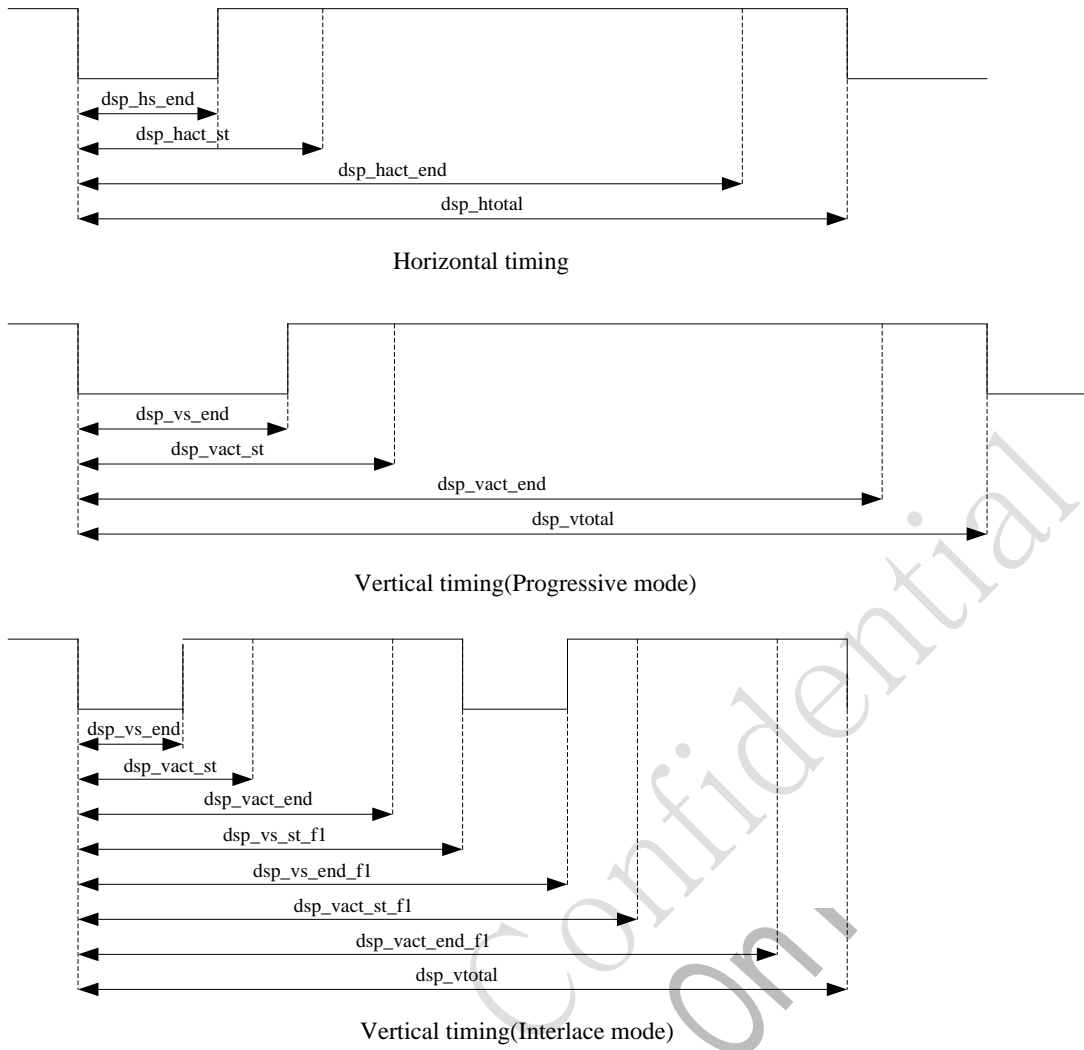 dsp_hs_end
dsp_hact_st
dsp_hact_end
dsp_htotal
Horizontal timing
dsp_vs_end
dsp_vact_st
dsp_vact_end
dsp_vtotal
Vertical timing(Progressive mode)
dsp_vs_end
dsp_vact_st
dsp_vact_end
dsp_vs_st_f1
dsp_vs_end_f1
dsp_vact_st_f1
dsp_vact_end_f1
dsp_vtotal
Vertical timing(Interlace mode)
Confidential